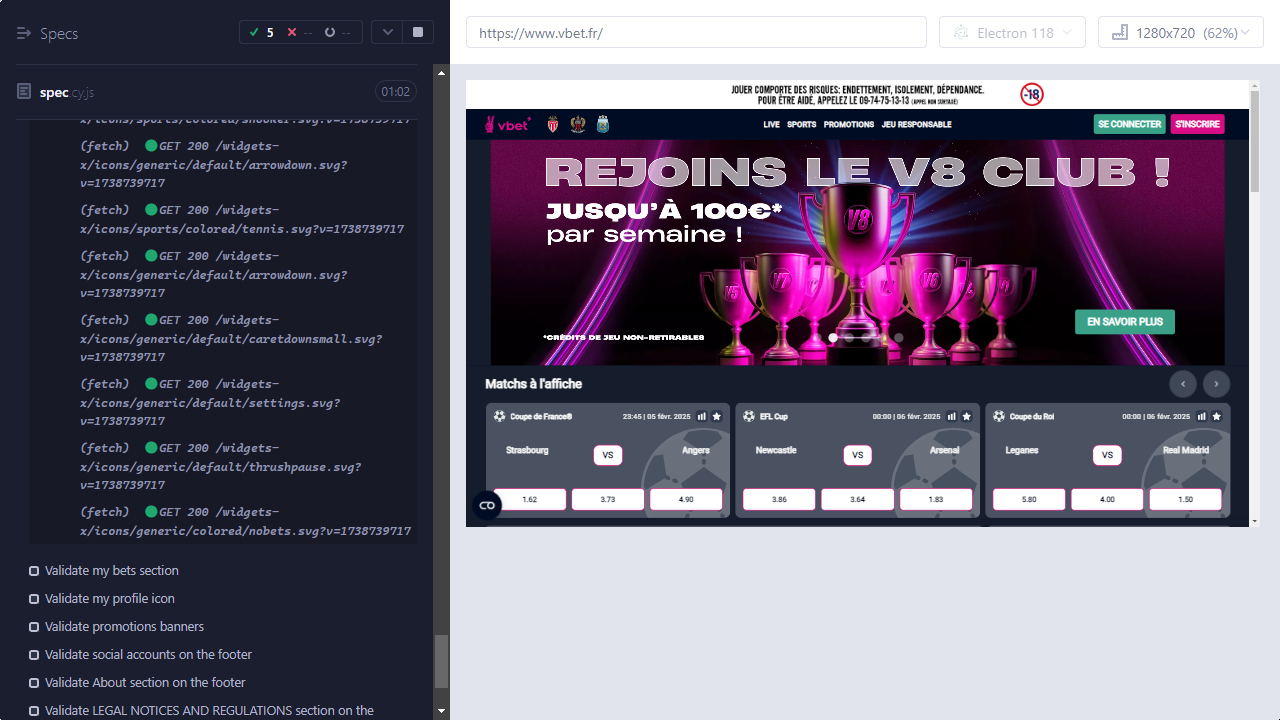 Specs
5
--
--
spec.cy.js
01:02
x/icons/sports/colored/snooker.svg?v=1738739717
(fetch) GET 200 /widgets-
x/icons/generic/default/arrowdown.svg?
v=1738739717
(fetch) GET 200 /widgets-
x/icons/sports/colored/tennis.svg?v=1738739717
(fetch) GET 200 /widgets-
x/icons/generic/default/arrowdown.svg?
v=1738739717
(fetch) GET 200 /widgets-
x/icons/generic/default/caretdownsmall.svg?
v=1738739717
(fetch) GET 200 /widgets-
x/icons/generic/default/settings.svg?
v=1738739717
(fetch) GET 200 /widgets-
x/icons/generic/default/thrushpause.svg?
v=1738739717
(fetch) GET 200 /widgets-
x/icons/generic/colored/nobets.svg?v=1738739717
Validate my bets section
Validate my profile icon
Validate promotions banners
Validate social accounts on the footer
Validate About section on the footer
Validate LEGAL NOTICES AND REGULATIONS section on the
https://www.vbet.fr/
Electron 118
1280x720 (62%)
JOUER COMPORTE DES RISQUES: ENDETTEMENT, ISOLEMENT, DÉPENDANCE.
POUR ÊTRE AIDÉ, APPELEZ LE 09-74-75-13-13 (APPEL NON SURTAXÉ)
-18
vbet
LIVE SPORTS PROMOTIONS JEU RESPONSABLE
SE CONNECTER
S'INSCRIRE
REJOINS LE V8 CLUB !
JUSQU'À 100€*
par semaine !
V8
V5
V7
V6
EN SAVOIR PLUS
*CRÉDITS DE JEU NON-RETIRABLES
Matchs à l'affiche
Coupe de France® 23:45 | 05 févr. 2025
Strasbourg VS Angers
1.62 3.73 4.90
EFL Cup 00:00 | 06 févr. 2025
Newcastle VS Arsenal
3.86 3.64 1.83
Coupe du Roi 00:00 | 06 févr. 2025
Leganes VS Real Madrid
5.80 4.00 1.50